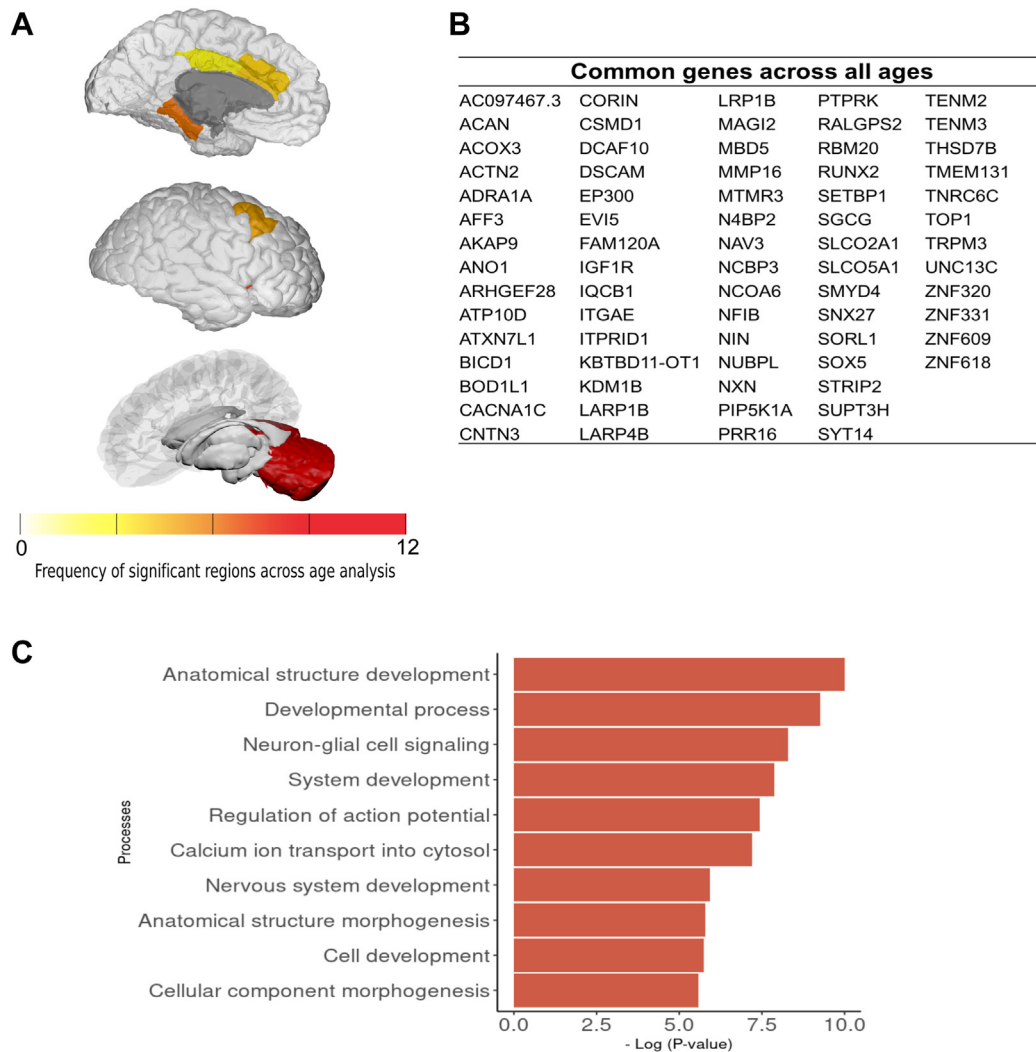 A
B
Common genes across all ages
AC097467.3 CORIN LRP1B PTPRK TENM2
ACAN CSMD1 MAGI2 RALGPS2 TENM3
ACOX3 DCAF10 MBD5 RBM20 THSD7B
ACTN2 DSCAM MMP16 RUNX2 TMEM131
ADRA1A EP300 MTMR3 SETBP1 TNRC6C
AFF3 EVI5 N4BP2 SGCG TOP1
AKAP9 FAM120A NAV3 SLCO2A1 TRPM3
ANO1 IGF1R NCBP3 SLCO5A1 UNC13C
ARHGEF28 IQCB1 NCOA6 SMYD4 ZNF320
ATP10D ITGAE NFIB SNX27 ZNF331
ATXN7L1 ITPRID1 NIN SORL1 ZNF609
BICD1 KBTBD11-OT1 NUBPL SOX5 ZNF618
BOD1L1 KDM1B NXN STRIP2
CACNA1C LARP1B PIP5K1A SUPT3H
CNTN3 LARP4B PRR16 SYT14
0 12
Frequency of significant regions across age analysis
C
Processes
Anatomical structure development
Developmental process
Neuron-glial cell signaling
System development
Regulation of action potential
Calcium ion transport into cytosol
Nervous system development
Anatomical structure morphogenesis
Cell development
Cellular component morphogenesis
0.0 2.5 5.0 7.5 10.0
- Log (P-value)